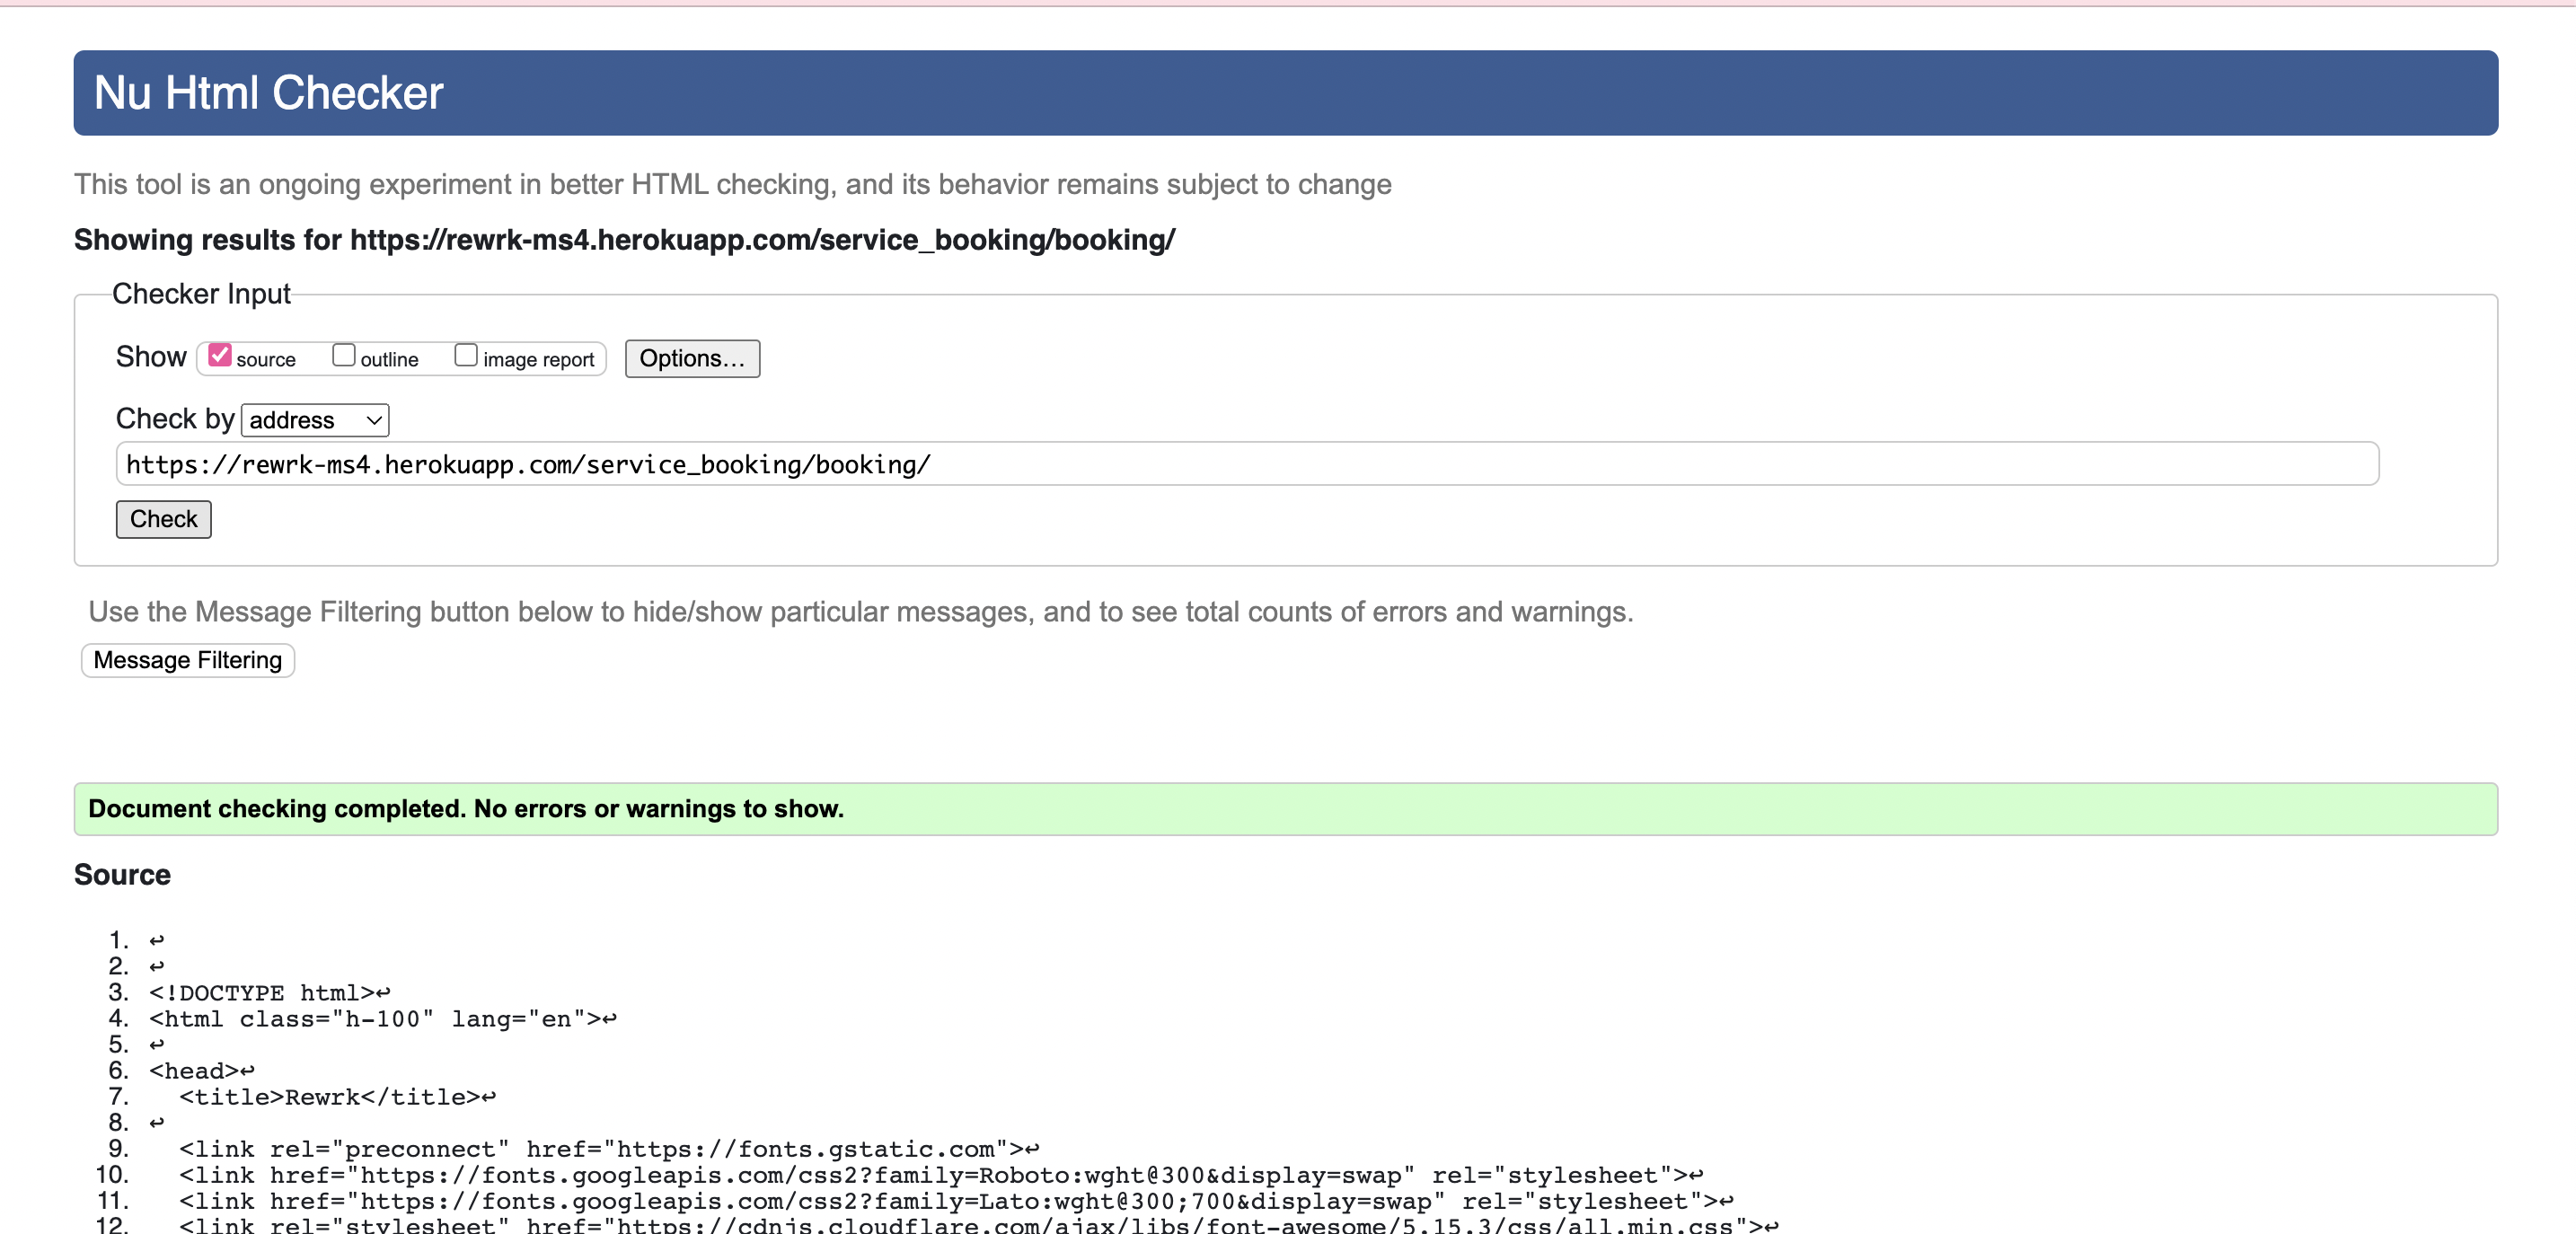 Nu Html Checker
This tool is an ongoing experiment in better HTML checking, and its behavior remains subject to change
Showing results for https://rewrk-ms4.herokuapp.com/service_booking/booking/
Checker Input
Show source outline image report Options...
Check by address
https://rewrk-ms4.herokuapp.com/service_booking/booking/
Check
Use the Message Filtering button below to hide/show particular messages, and to see total counts of errors and warnings.
Message Filtering
Document checking completed. No errors or warnings to show.
Source
1. ↩
2. ↩
3. <!DOCTYPE html>↩
4. <html class="h-100" lang="en">↩
5. ↩
6. <head>↩
7. <title>Rewrk</title>↩
8. ↩
9. <link rel="preconnect" href="https://fonts.gstatic.com">↩
10. <link href="https://fonts.googleapis.com/css2?family=Roboto:wght@300&display=swap" rel="stylesheet">↩
11. <link href="https://fonts.googleapis.com/css2?family=Lato:wght@300;700&display=swap" rel="stylesheet">↩
12. <link rel="stylesheet" href="https://cdnjs.cloudflare.com/ajax/libs/font-awesome/5.15.3/css/all.min.css">↩